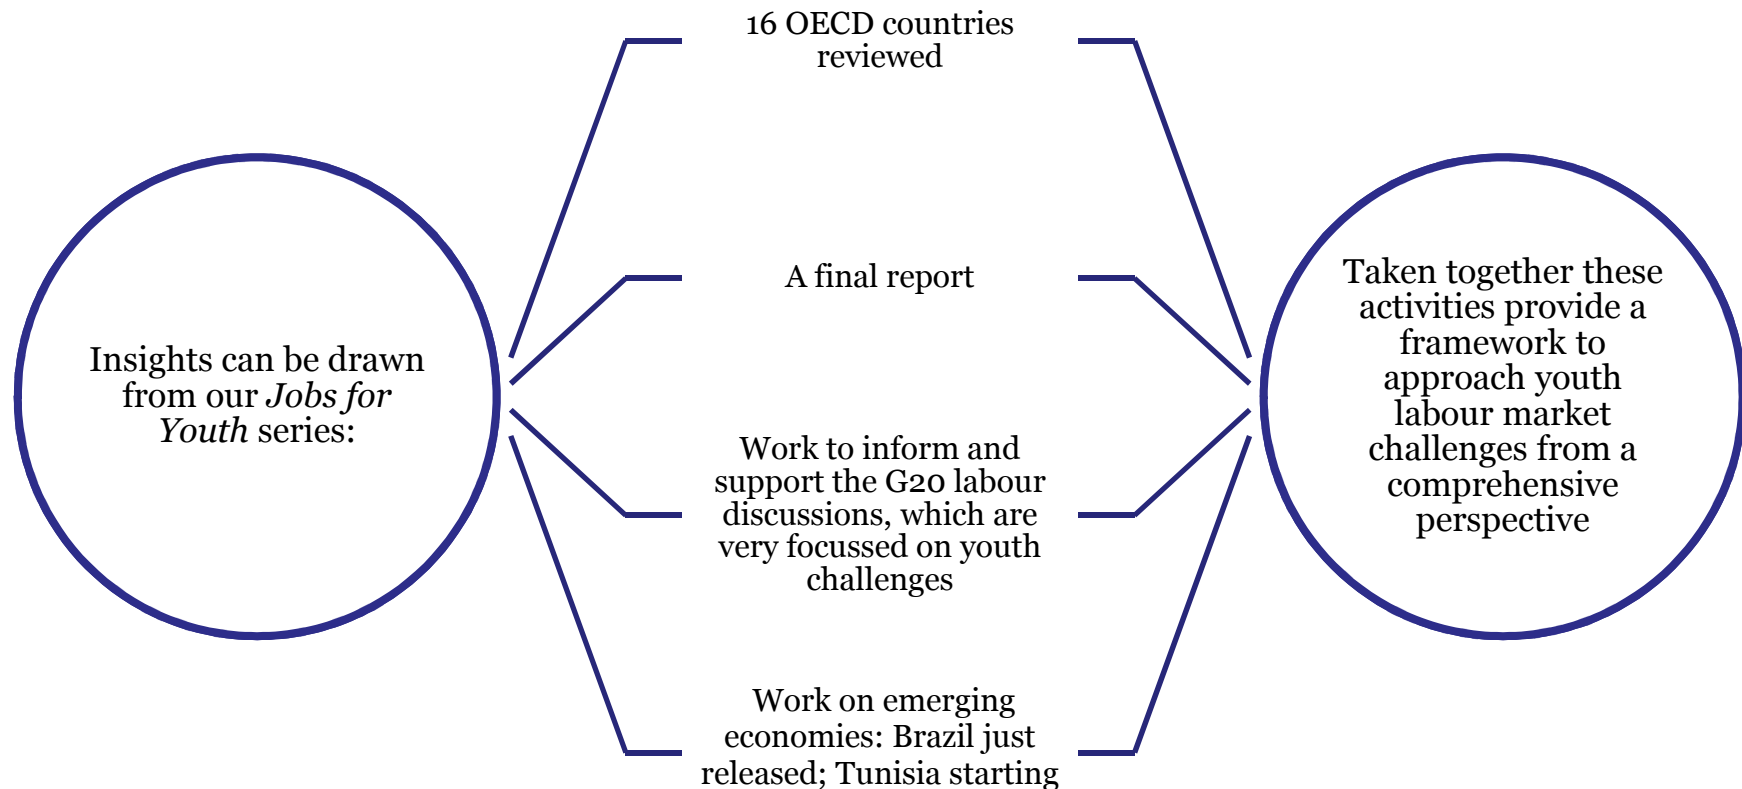 Insights can be drawn
from our Jobs for
Youth series:
16 OECD countries
reviewed
A final report
Work to inform and
support the G20 labour
discussions, which are
very focussed on youth
challenges
Work on emerging
economies: Brazil just
released; Tunisia starting
Taken together these
activities provide a
framework to
approach youth
labour market
challenges from a
comprehensive
perspective